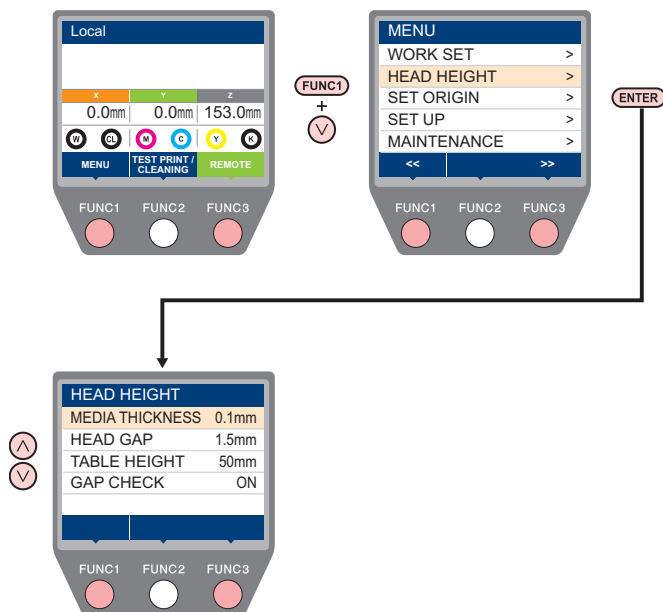 Local
X Y Z
0.0mm 0.0mm 153.0mm
W CL M C Y K
MENU TEST PRINT / CLEANING REMOTE
FUNC1 FUNC2 FUNC3
FUNC1
+
MENU
WORK SET >
HEAD HEIGHT >
SET ORIGIN >
SET UP >
MAINTENANCE >
<< >>
FUNC1 FUNC2 FUNC3
ENTER
HEAD HEIGHT
MEDIA THICKNESS 0.1mm
HEAD GAP 1.5mm
TABLE HEIGHT 50mm
GAP CHECK ON
FUNC1 FUNC2 FUNC3